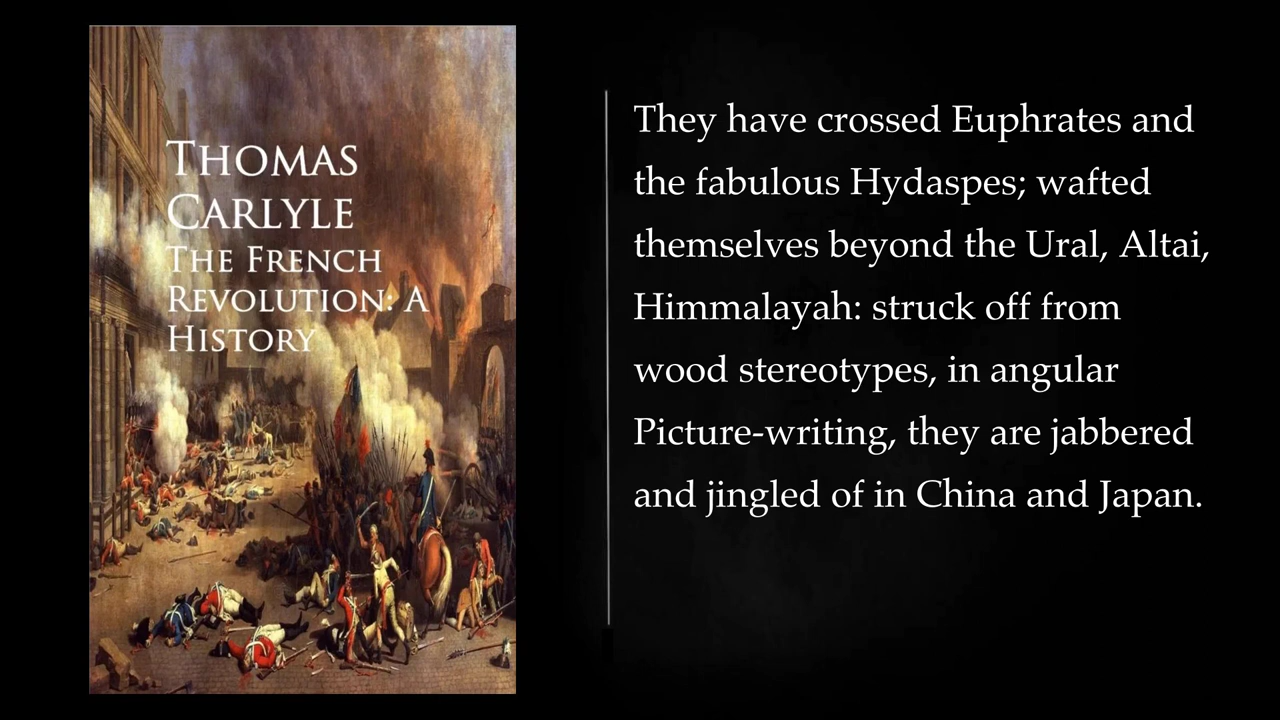 THOMAS
CARLYLE
THE FRENCH
REVOLUTION: A
HISTORY
They have crossed Euphrates and
the fabulous Hydaspes; wafted
themselves beyond the Ural, Altai,
Himmalayah: struck off from
wood stereotypes, in angular
Picture-writing, they are jabbered
and jingled of in China and Japan.